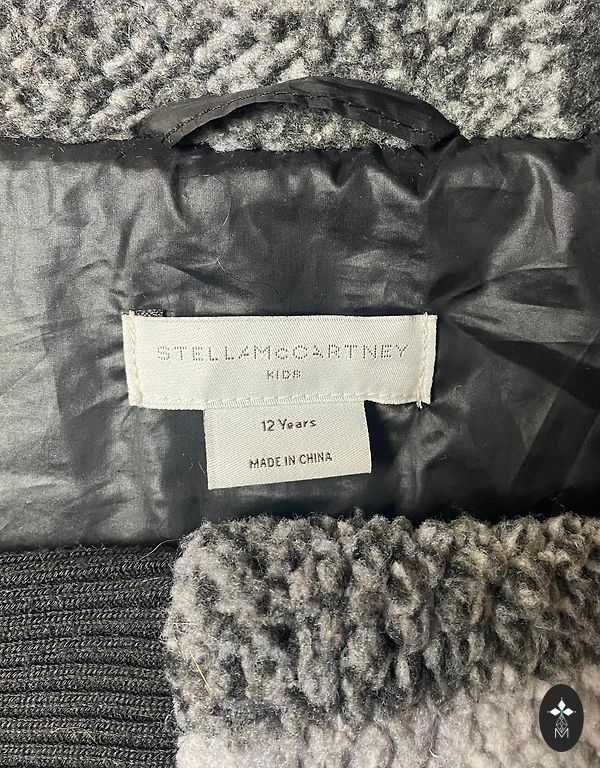 STELLAMcCARTNEY
KIDS
12 Years
MADE IN CHINA
M